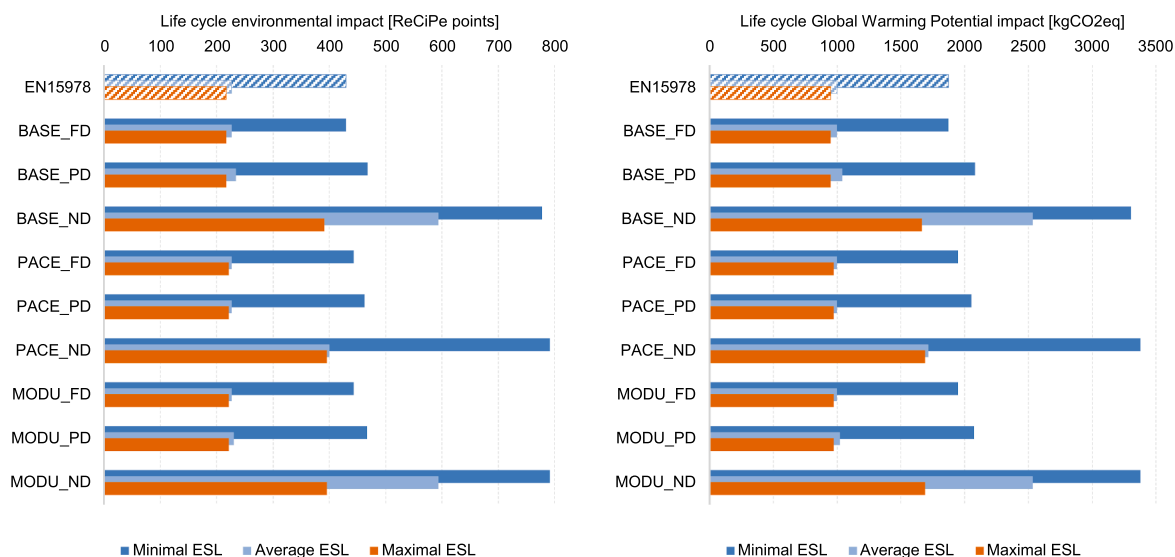 Life cycle environmental impact [ReCiPe points]
0 100 200 300 400 500 600 700 800
EN15978
BASE_FD
BASE_PD
BASE_ND
PACE_FD
PACE_PD
PACE_ND
MODU_FD
MODU_PD
MODU_ND
Minimal ESL Average ESL Maximal ESL
Life cycle Global Warming Potential impact [kgCO2eq]
0 500 1000 1500 2000 2500 3000 3500
EN15978
BASE_FD
BASE_PD
BASE_ND
PACE_FD
PACE_PD
PACE_ND
MODU_FD
MODU_PD
MODU_ND
Minimal ESL Average ESL Maximal ESL